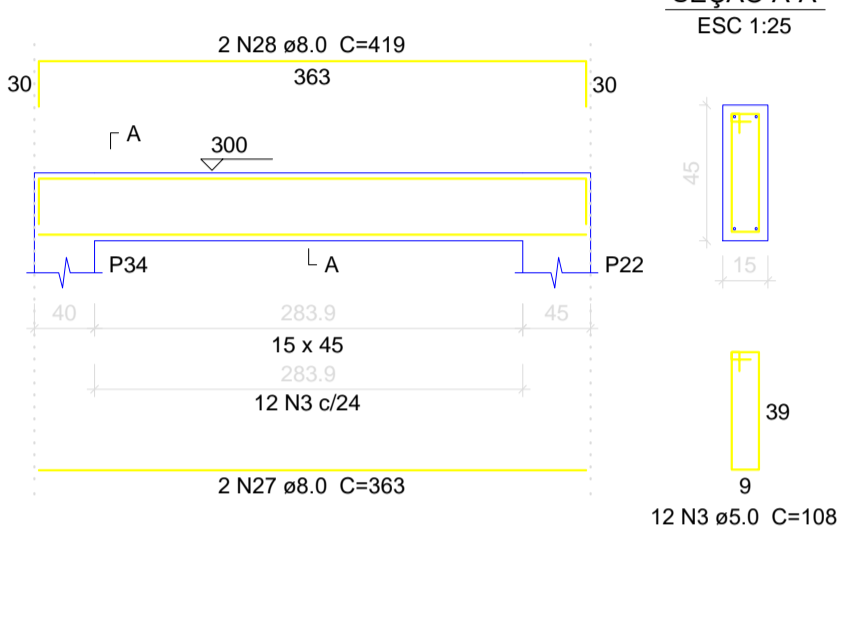 SEÇÃO A-A
ESC 1:25
2 N28 ø8.0 C=419
30
363
30
A
300
45
A
P34
P22
15
40
283.9
45
15 x 45
283.9
12 N3 c/24
39
2 N27 ø8.0 C=363
9
12 N3 ø5.0 C=108